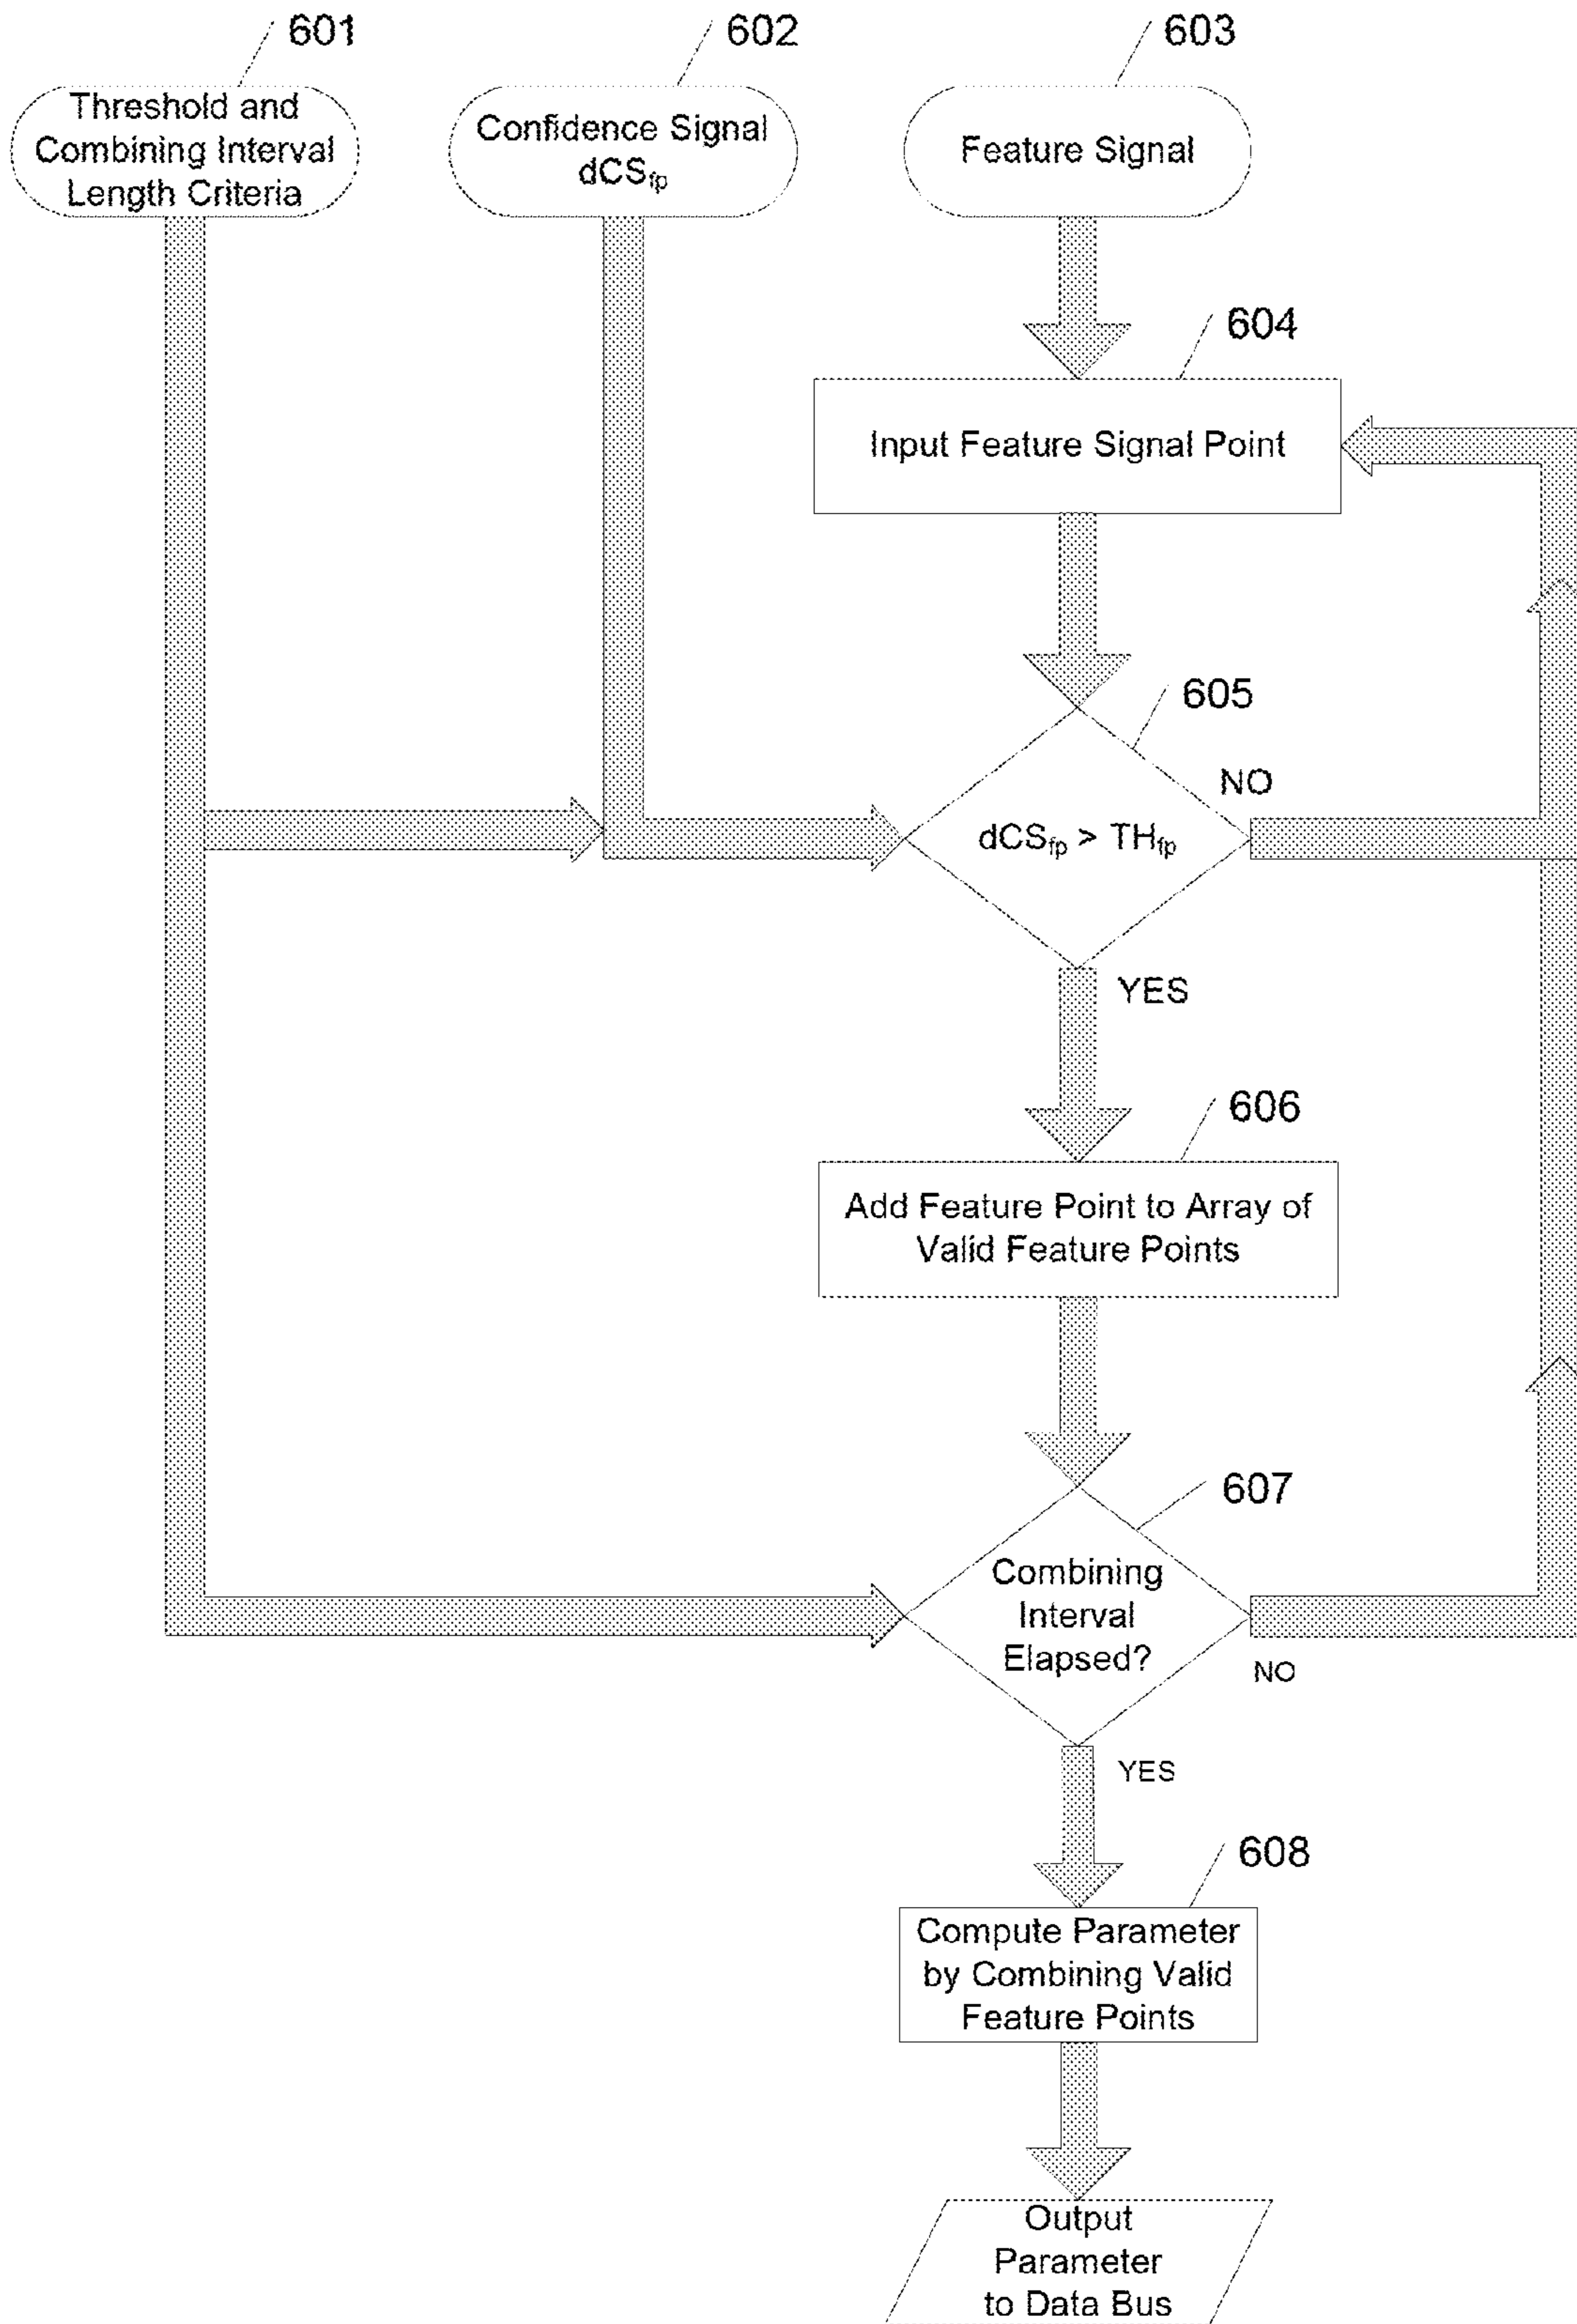 601
602
603
Threshold and
Combining Interval
Length Criteria
Confidence Signal
dCSfp
Feature Signal
604
Input Feature Signal Point
605
NO
dCSfp > THfp
YES
606
Add Feature Point to Array of
Valid Feature Points
607
Combining
Interval
Elapsed?
NO
YES
608
Compute Parameter
by Combining Valid
Feature Points
Output
Parameter
to Data Bus